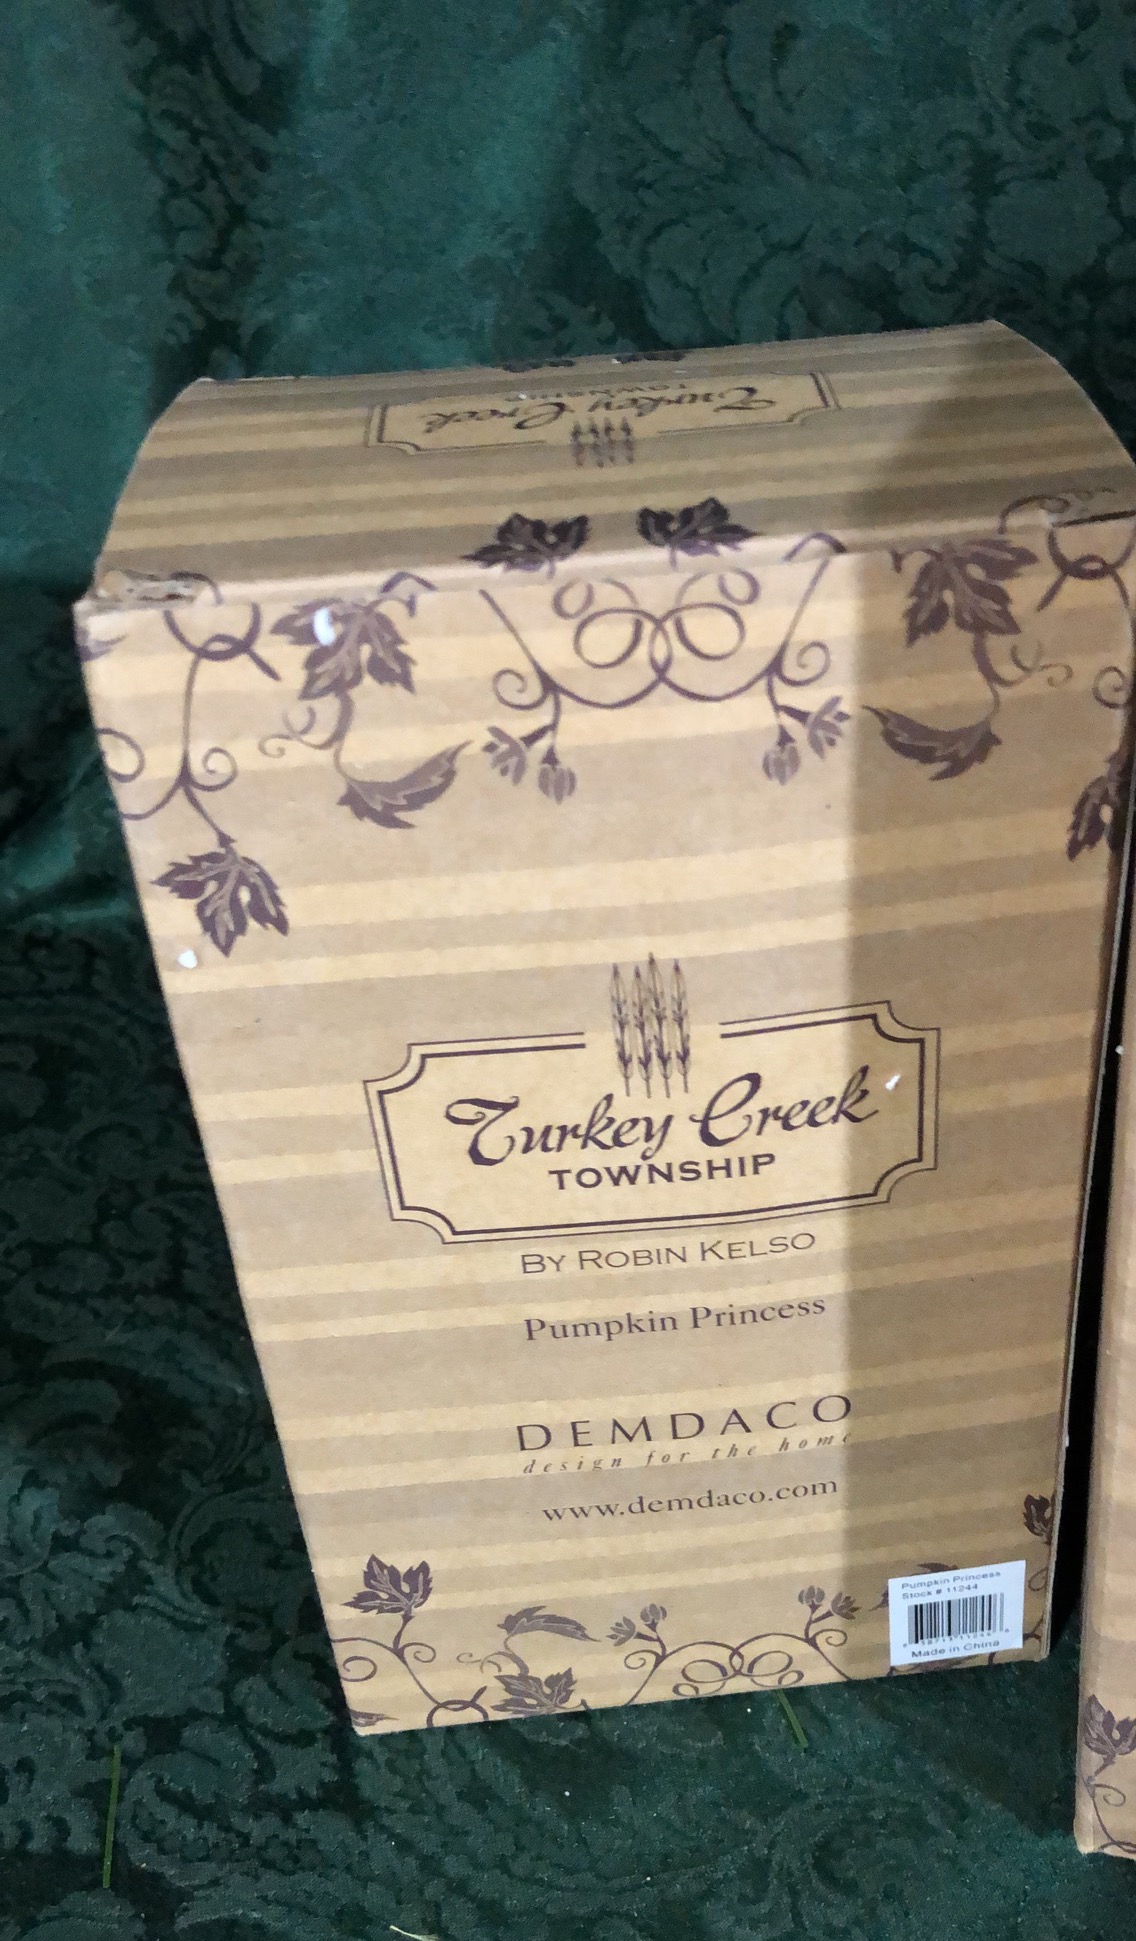 Turkey Creek
TOWNSHIP
Turkey Creek
TOWNSHIP
BY ROBIN KELSO
Pumpkin Princess
DEMDACO
design for the home
www.demdaco.com
Pumpkin Princess
Stock # 11244
Made in China